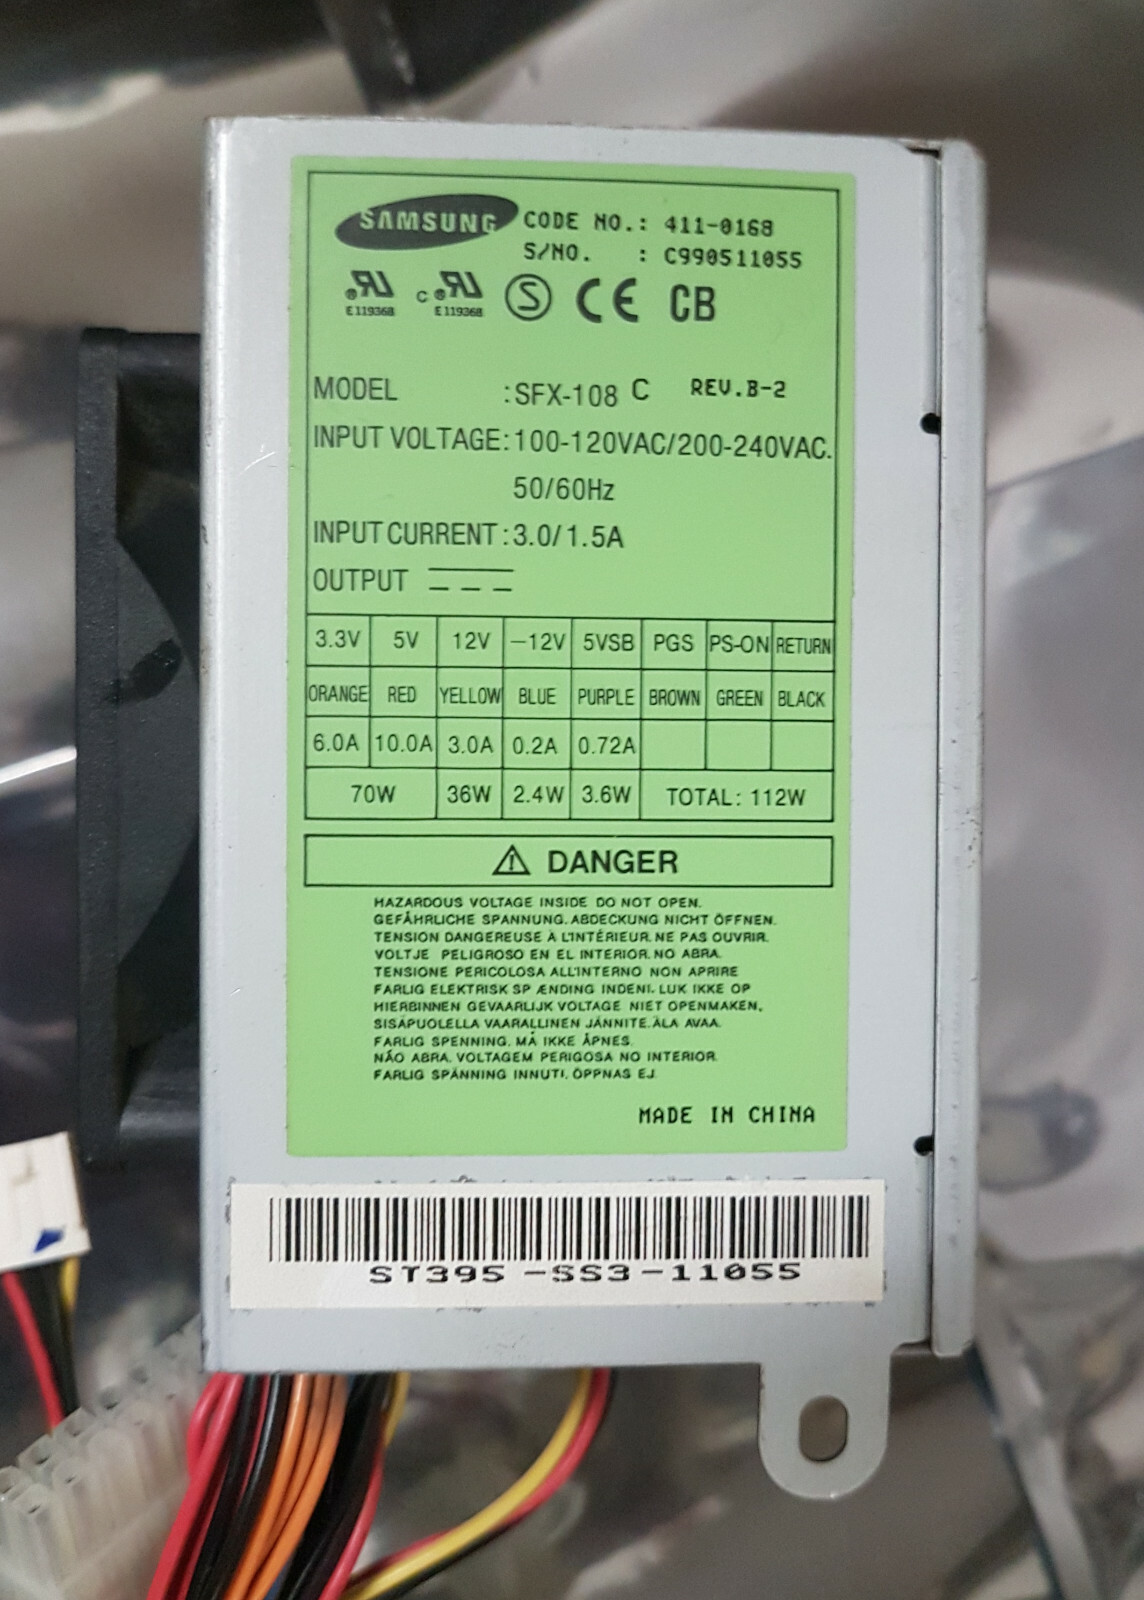 SAMSUNG CODE NO.: 411-0168
S/NO. : C990511055
E119368 C E119368 S CE CB
MODEL :SFX-108 C REV.B-2
INPUT VOLTAGE:100-120VAC/200-240VAC.
50/60Hz
INPUT CURRENT:3.0/1.5A
OUTPUT
3.3V 5V 12V -12V 5VSB PGS PS-ON RETURN
ORANGE RED YELLOW BLUE PURPLE BROWN GREEN BLACK
6.0A 10.0A 3.0A 0.2A 0.72A
70W 36W 2.4W 3.6W TOTAL: 112W
DANGER
HAZARDOUS VOLTAGE INSIDE DO NOT OPEN.
GEFÄHRLICHE SPANNUNG. ABDECKUNG NICHT ÖFFNEN.
TENSION DANGEREUSE À L'INTÉRIEUR. NE PAS OUVRIR.
VOLTJE PELIGROSO EN EL INTERIOR. NO ABRA.
TENSIONE PERICOLOSA ALL'INTERNO NON APRIRE
FARLIG ELEKTRISK SP ÆNDING INDENI. LUK IKKE OP
HIERBINNEN GEVAARLIJK VOLTAGE NIET OPENMAKEN.
SISÄPUOLELLA VAARALLINEN JÄNNITE. ÄLA AVAA.
FARLIG SPENNING. MÅ IKKE ÅPNES.
NÃO ABRA. VOLTAGEM PERIGOSA NO INTERIOR.
FARLIG SPÄNNING INNUTI. ÖPPNAS EJ.
MADE IN CHINA
ST395 -SS3-11055